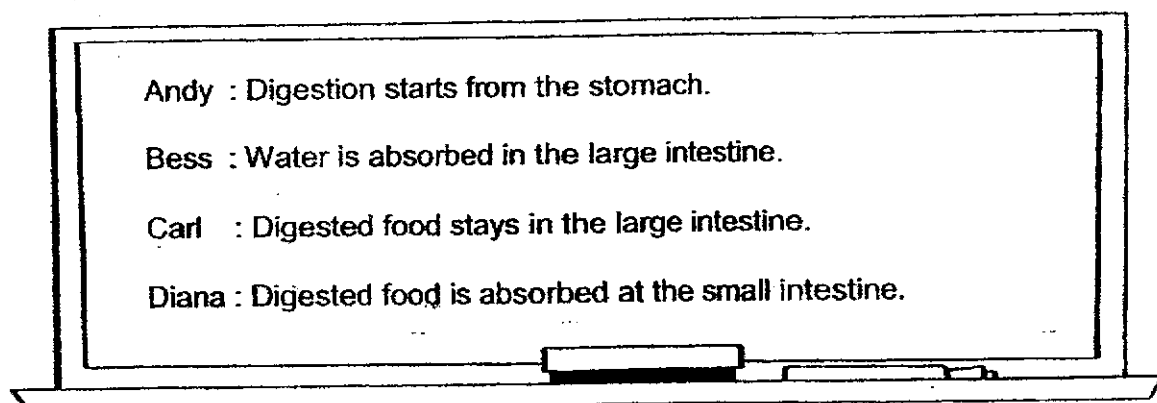 Andy : Digestion starts from the stomach.
Bess : Water is absorbed in the large intestine.
Carl : Digested food stays in the large intestine.
Diana : Digested food is absorbed at the small intestine.